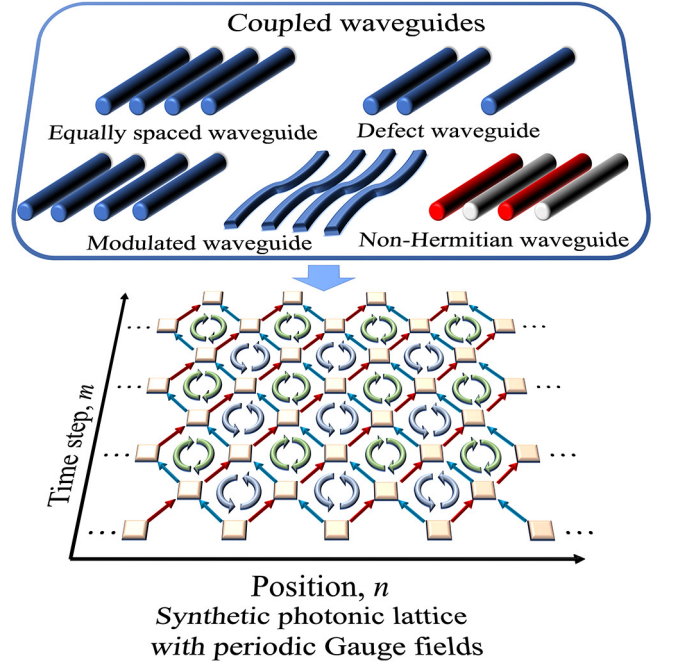 Coupled waveguides
Equally spaced waveguide
Defect waveguide
Modulated waveguide
Non-Hermitian waveguide
Time step, m
Position, n
Synthetic photonic lattice
with periodic Gauge fields